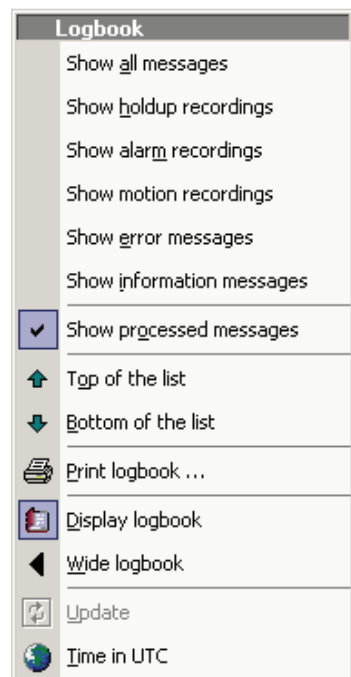 Logbook
Show all messages
Show holdup recordings
Show alarm recordings
Show motion recordings
Show error messages
Show information messages
Show processed messages
Top of the list
Bottom of the list
Print logbook ...
Display logbook
Wide logbook
Update
Time in UTC